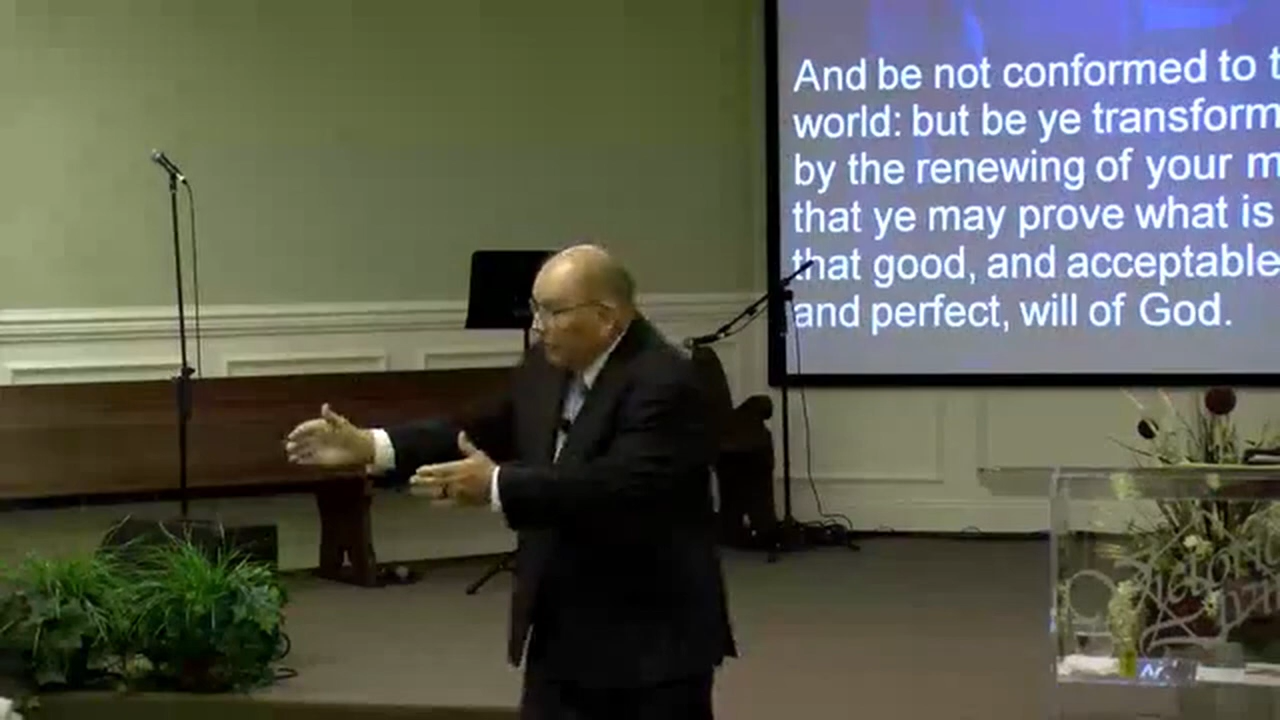 And be not conformed to t
world: but be ye transform
by the renewing of your m
that ye may prove what is
that good, and acceptable
and perfect, will of God.